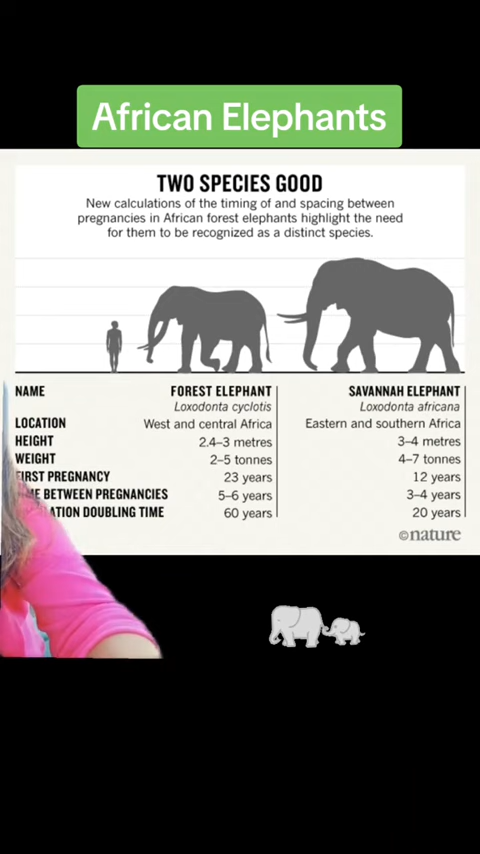 African Elephants
TWO SPECIES GOOD
New calculations of the timing of and spacing between
pregnancies in African forest elephants highlight the need
for them to be recognized as a distinct species.
NAME FOREST ELEPHANT SAVANNAH ELEPHANT
Loxodonta cyclotis Loxodonta africana
LOCATION West and central Africa Eastern and southern Africa
HEIGHT 2.4–3 metres 3–4 metres
WEIGHT 2–5 tonnes 4–7 tonnes
FIRST PREGNANCY 23 years 12 years
BETWEEN PREGNANCIES 5–6 years 3–4 years
DOUBLING TIME 60 years 20 years
©nature